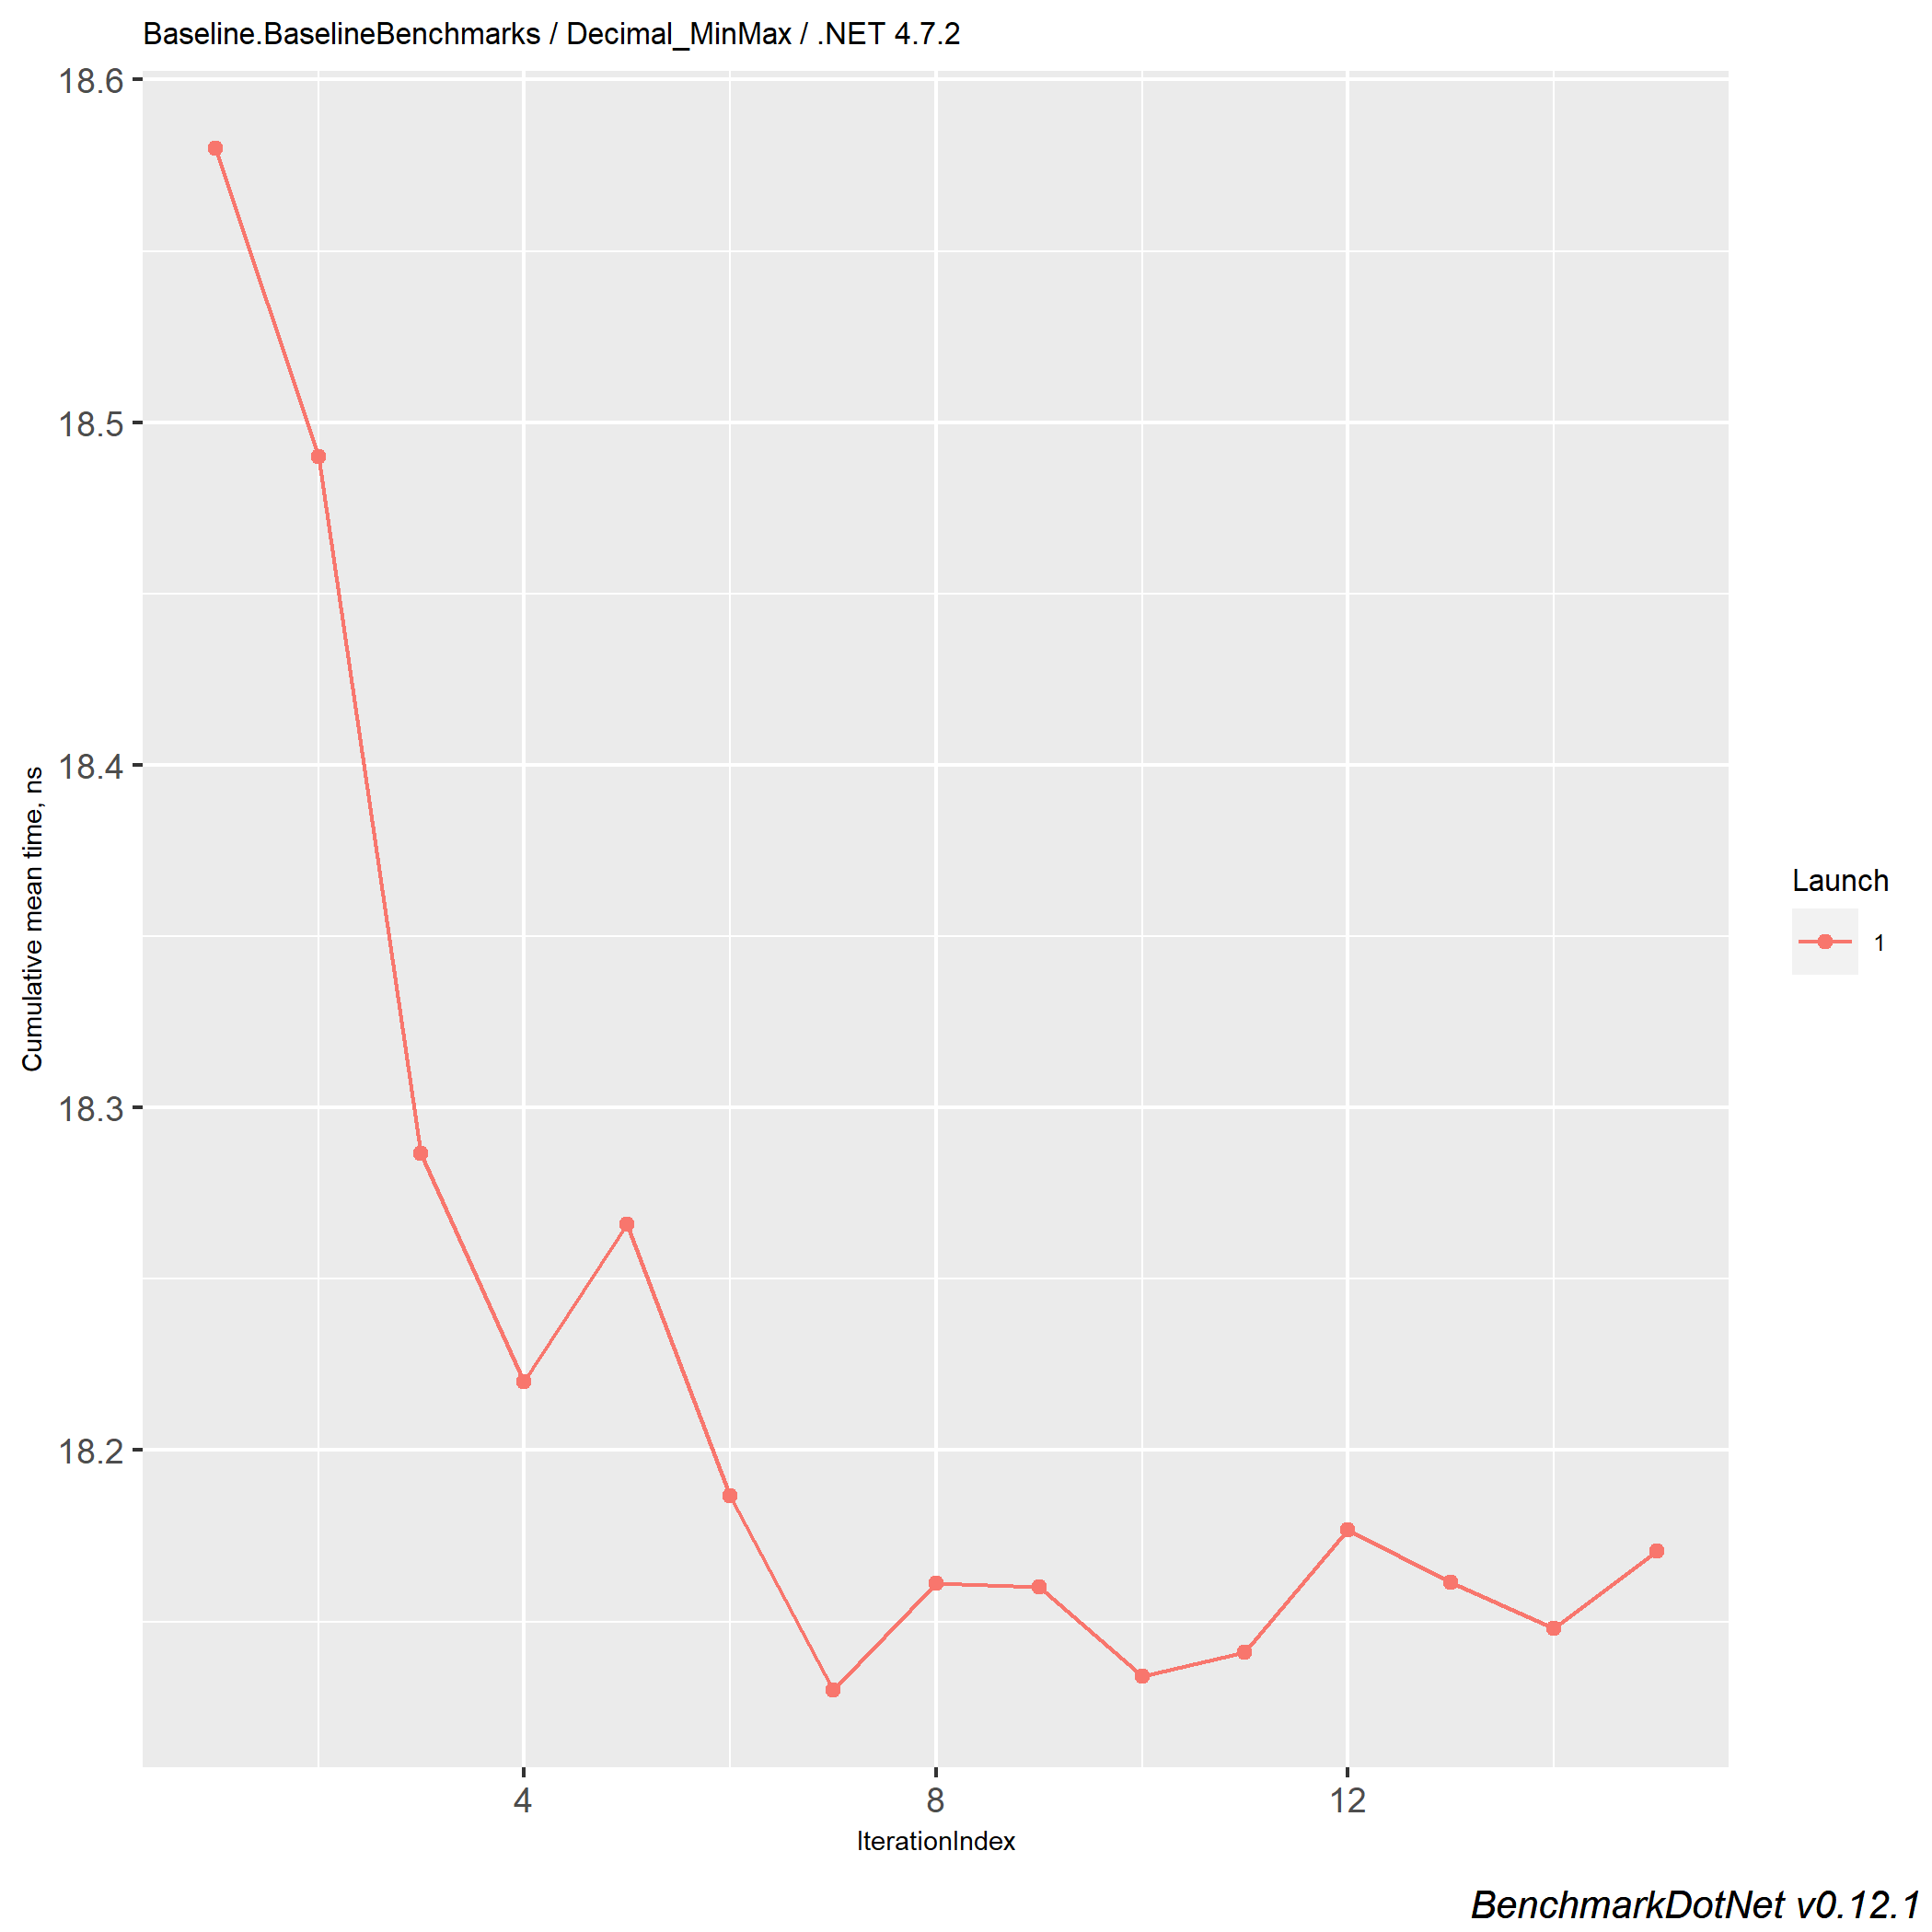 Baseline.BaselineBenchmarks / Decimal_MinMax / .NET 4.7.2
18.6
18.5
18.4
18.3
18.2
Cumulative mean time, ns
4
8
12
IterationIndex
Launch
1
BenchmarkDotNet v0.12.1